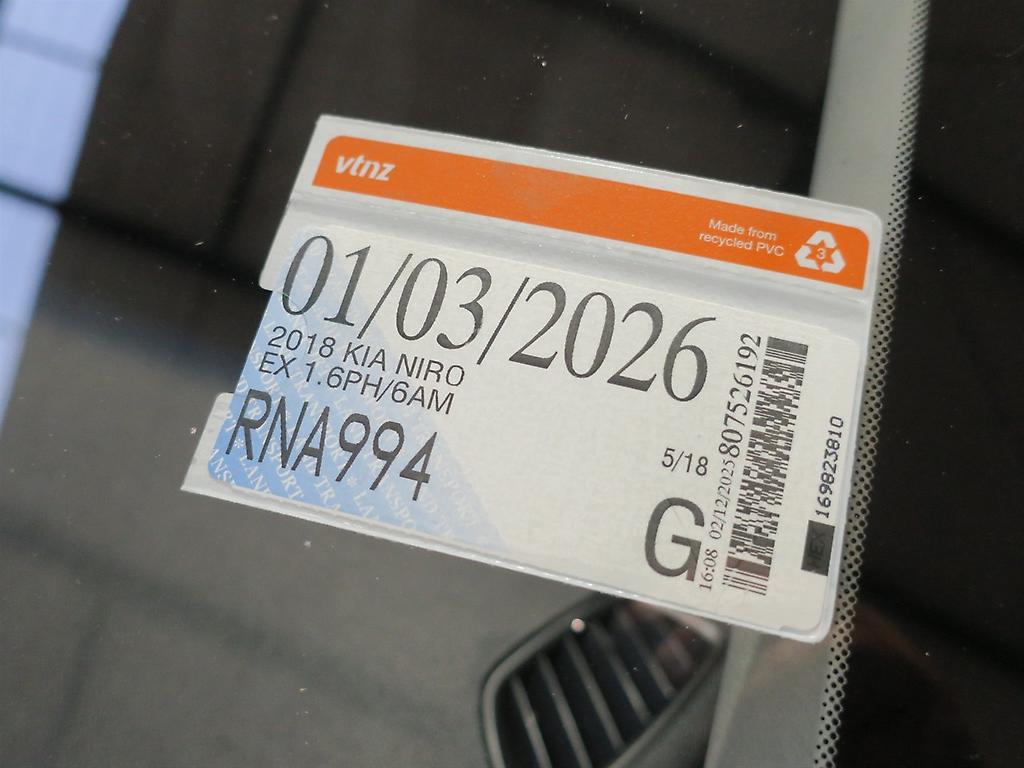 vtnz
Made from
recycled PVC
3
01/03/2026
2018 KIA NIRO
EX 1.6PH/6AM
RNA994
5/18
G
16:08 02/12/2025 807526192
169823810